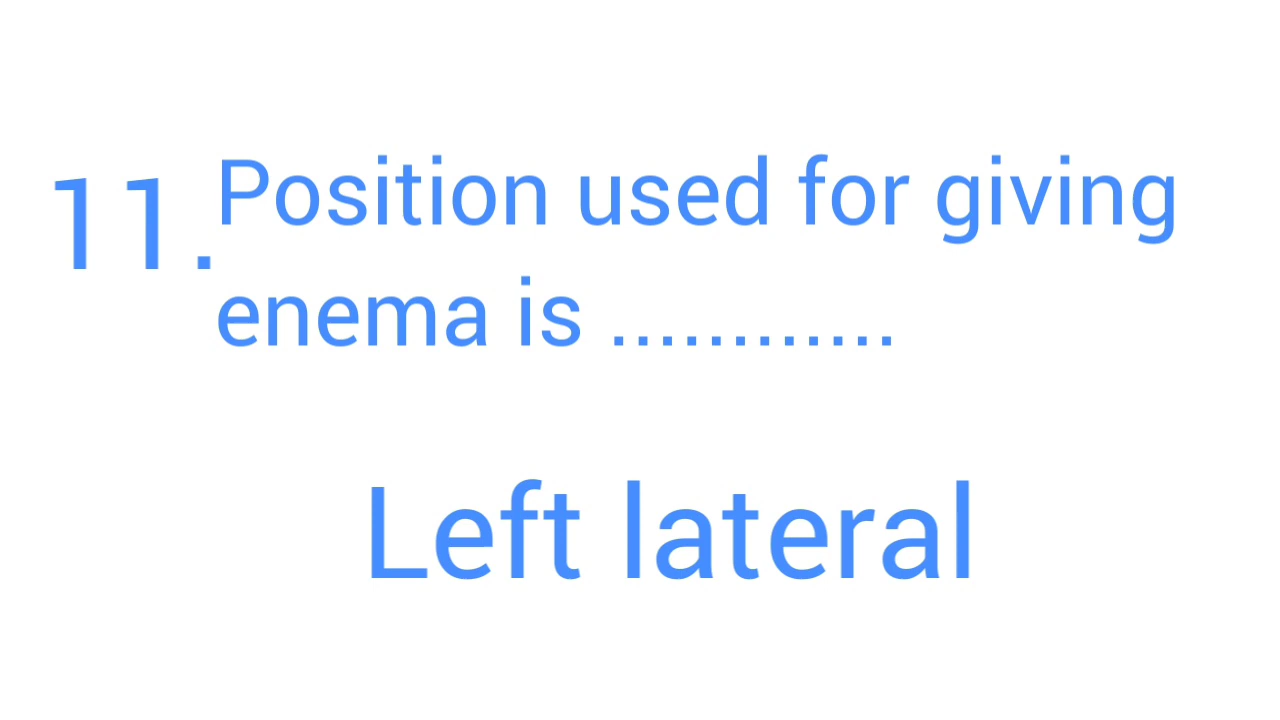 11. Position used for giving
enema is ............
Left lateral